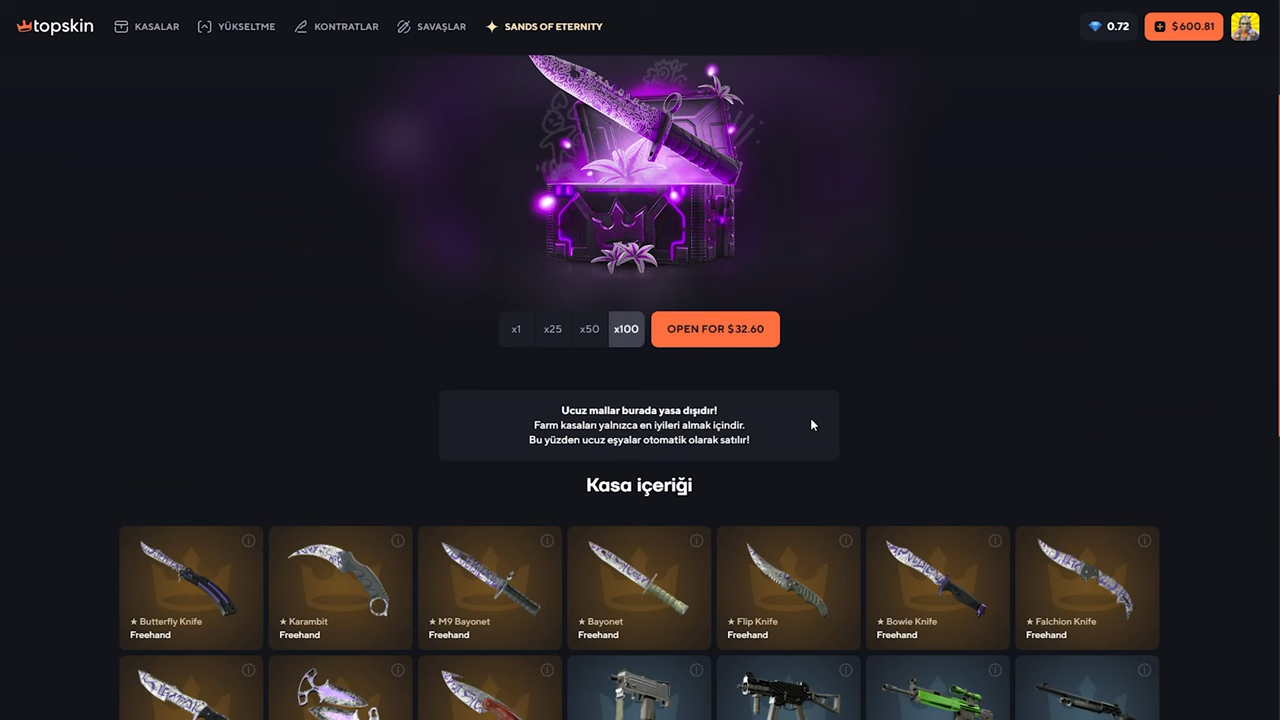 topskin
KASALAR
YÜKSELTME
KONTRATLAR
SAVAŞLAR
SANDS OF ETERNITY
0.72
$600.81
x1
x25
x50
x100
OPEN FOR $32.60
Ucuz mallar burada yasa dışıdır!
Farm kasaları yalnızca en iyileri almak içindir.
Bu yüzden ucuz eşyalar otomatik olarak satılır!
Kasa içeriği
★ Butterfly Knife
Freehand
★ Karambit
Freehand
★ M9 Bayonet
Freehand
★ Bayonet
Freehand
★ Flip Knife
Freehand
★ Bowie Knife
Freehand
★ Falchion Knife
Freehand